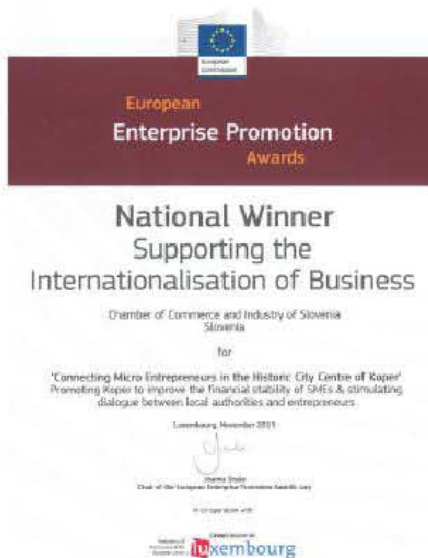 European
Commission
European
Enterprise Promotion
Awards
National Winner
Supporting the
Internationalisation of Business
Chamber of Commerce and Industry of Slovenia
Slovenia
for
'Connecting Micro Entrepreneurs in the Historic City Centre of Koper'
Promoting Koper to improve the financial stability of SMEs & stimulating
dialogue between local authorities and entrepreneurs
Luxembourg, November
Joanna Drake
Chair of the European Enterprise Promotion Awards Jury
In cooperation with
luxembourg